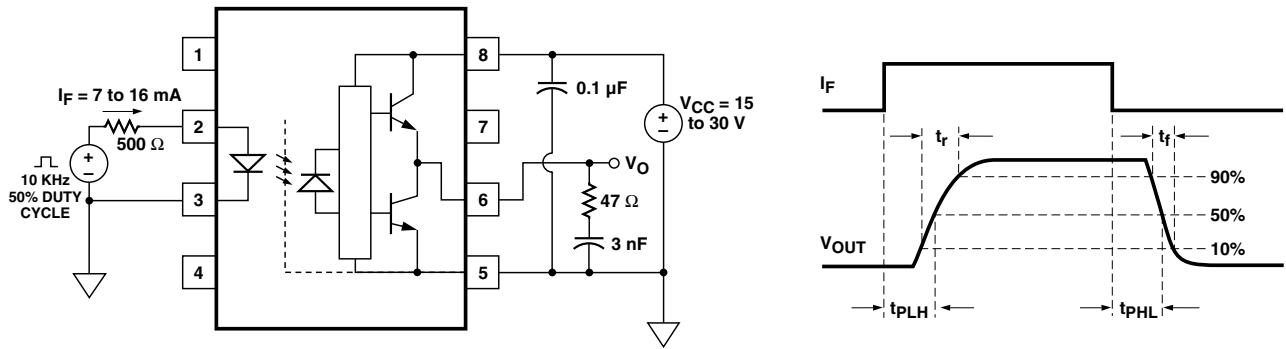 1
8
I_F = 7 to 16 mA
0.1 µF
V_CC = 15
to 30 V
2
500 Ω
7
+
−
+
−
V_O
10 KHz
50% DUTY
CYCLE
3
6
47 Ω
3 nF
4
5
I_F
t_r
t_f
90%
50%
10%
V_OUT
t_PLH
t_PHL